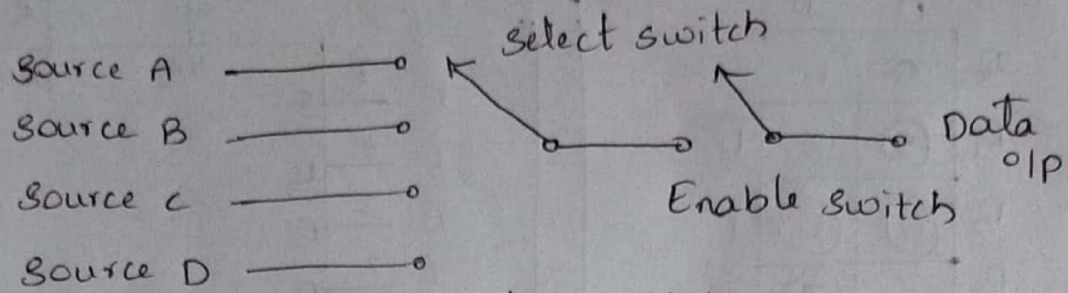 Select switch
Source A
Source B
Data
o/p
Source C
Enable switch
Source D